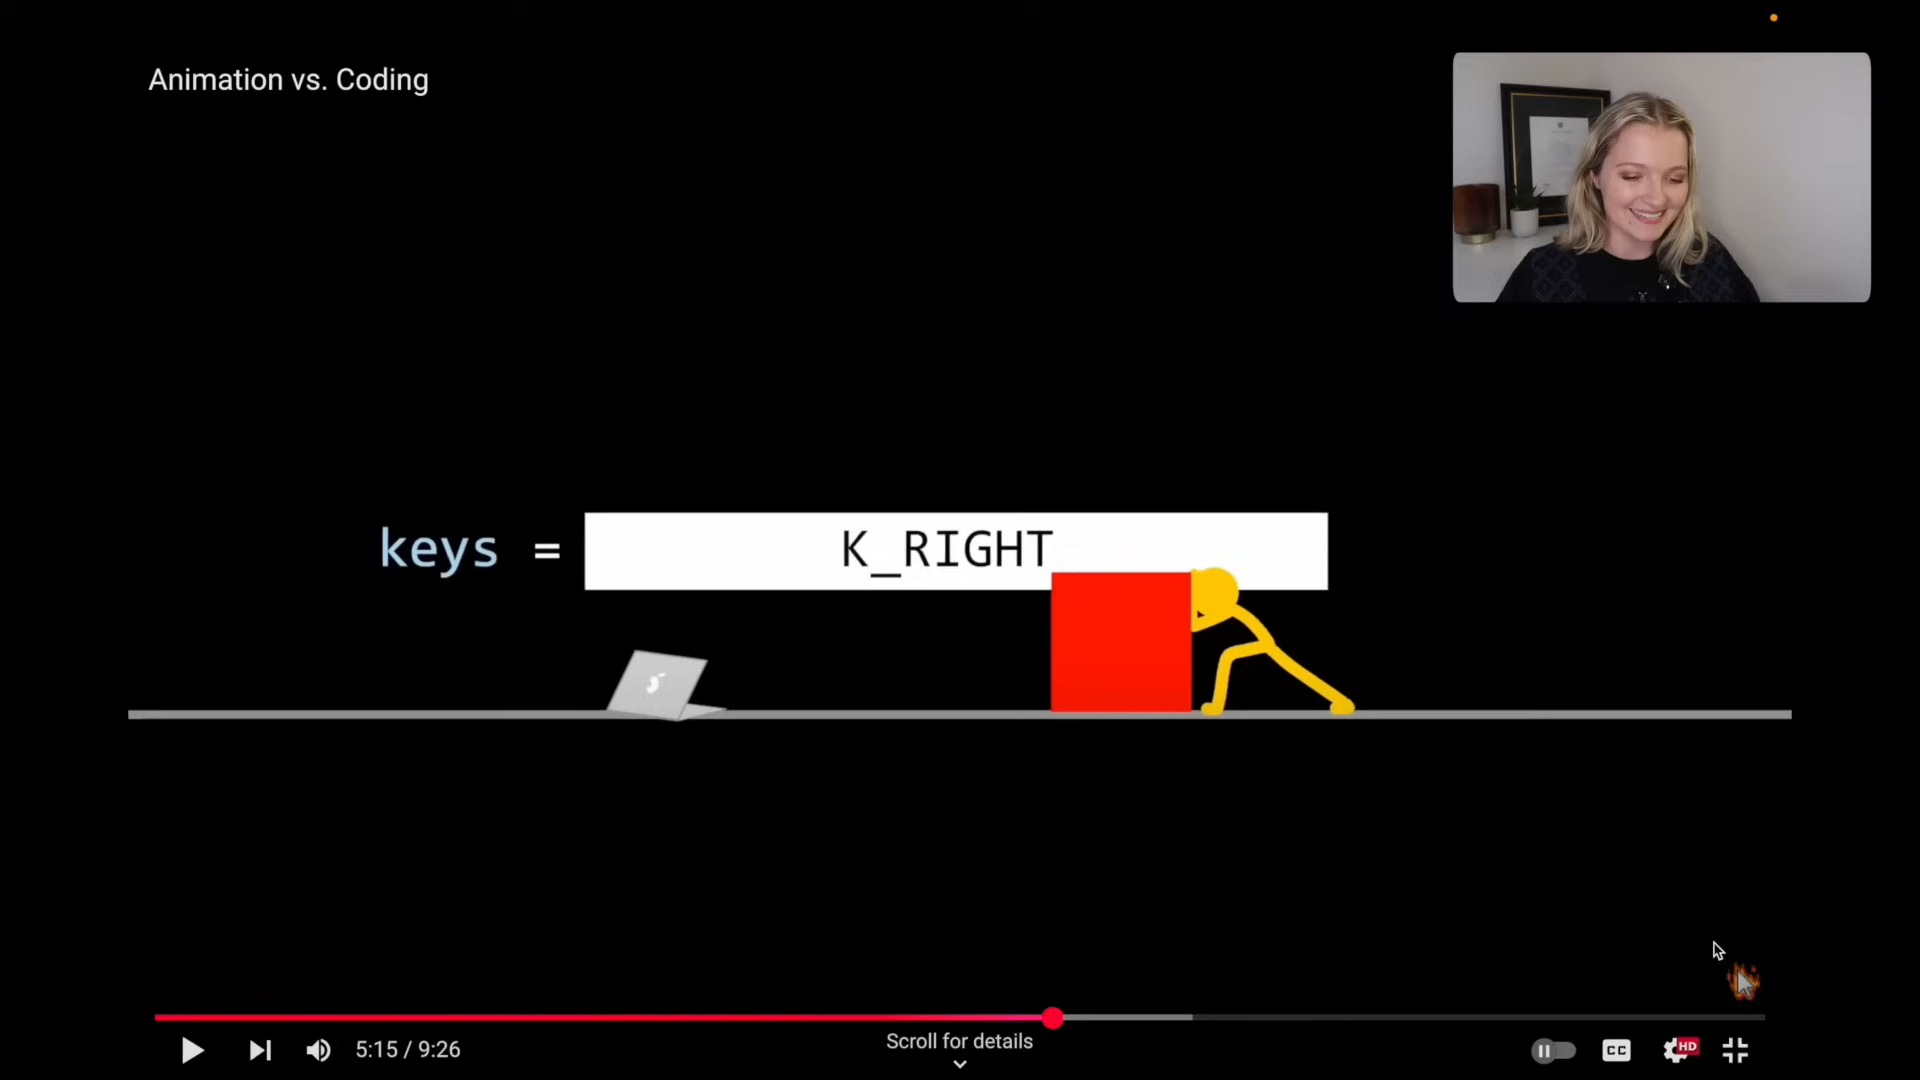 Animation vs. Coding
keys = K_RIGHT
5:15 / 9:26
Scroll for details
CC
HD